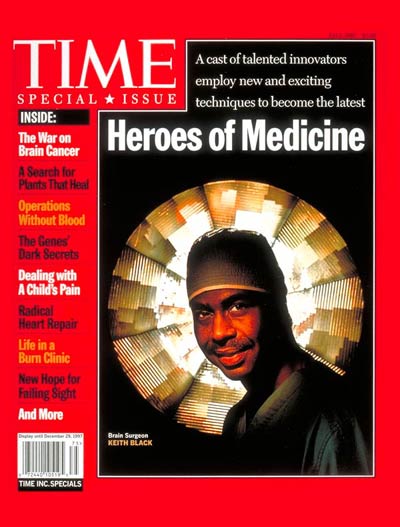 TIME
SPECIAL ★ ISSUE
A cast of talented innovators
employ new and exciting
techniques to become the latest
Heroes of Medicine
INSIDE:
The War on
Brain Cancer
A Search for
Plants That Heal
Operations
Without Blood
The Genes'
Dark Secrets
Dealing with
A Child's Pain
Radical
Heart Repair
Life in a
Burn Clinic
New Hope for
Failing Sight
And More
Brain Surgeon
KEITH BLACK
Display until December 29, 1997
TIME INC. SPECIALS